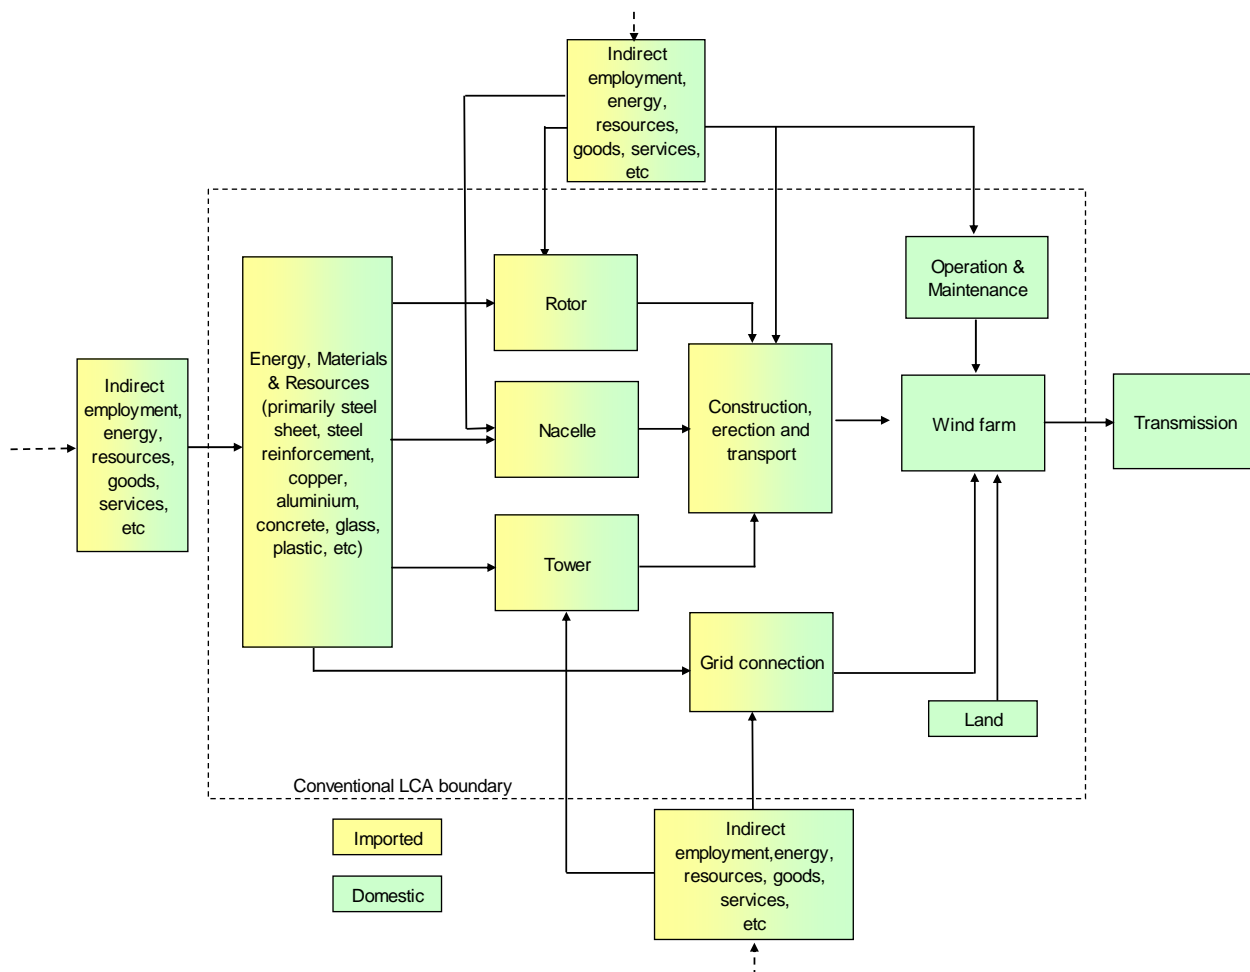 Indirect
employment,
energy,
resources,
goods, services,
etc
Operation &
Maintenance
Rotor
Energy, Materials
& Resources
(primarily steel
sheet, steel
reinforcement,
copper,
aluminium,
concrete, glass,
plastic, etc)
Indirect
employment,
energy,
resources,
goods,
services,
etc
Nacelle
Construction,
erection and
transport
Wind farm
Transmission
Tower
Grid connection
Land
Conventional LCA boundary
Imported
Domestic
Indirect
employment,energy,
resources, goods,
services,
etc